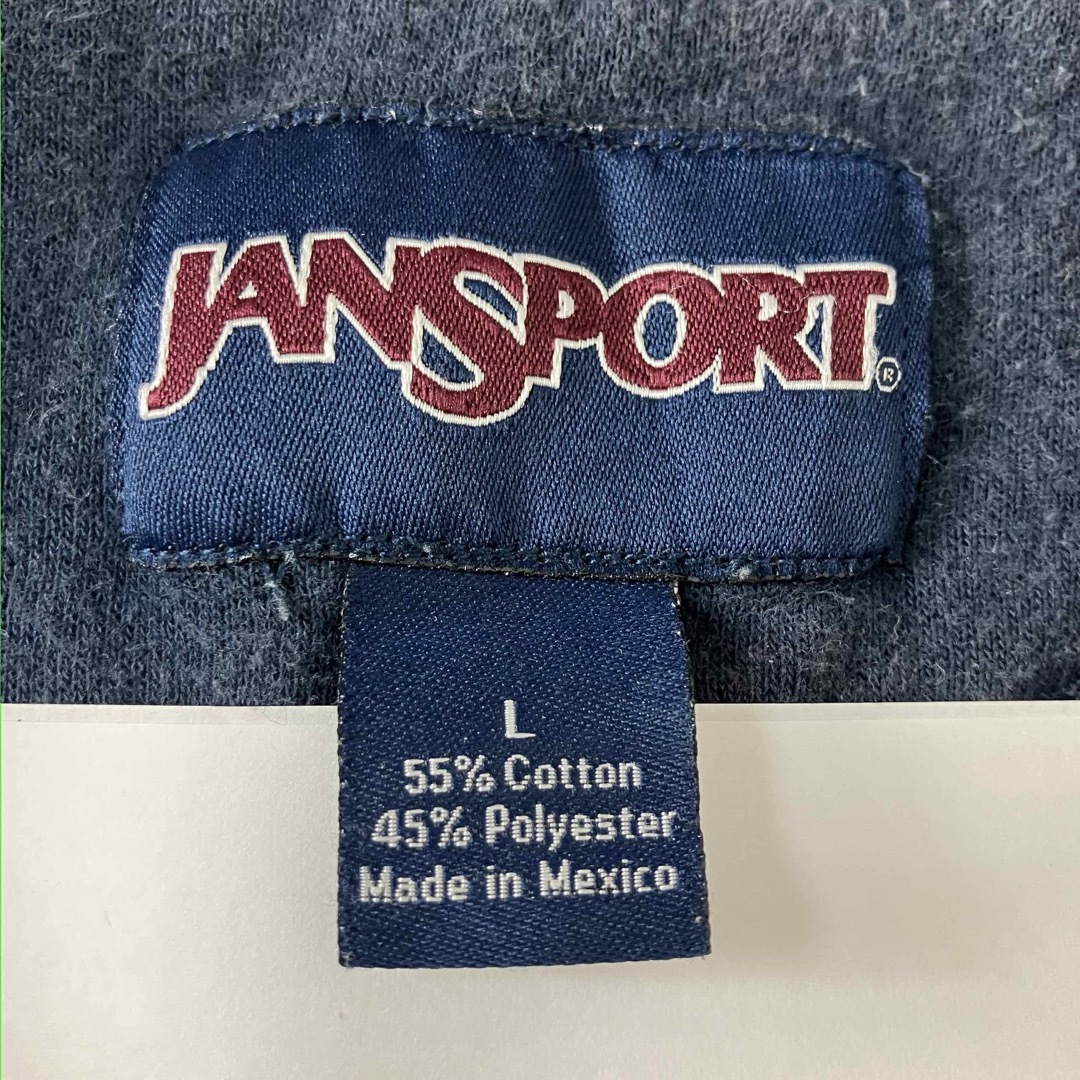 JANSPORT®
L
55% Cotton
45% Polyester
Made in Mexico